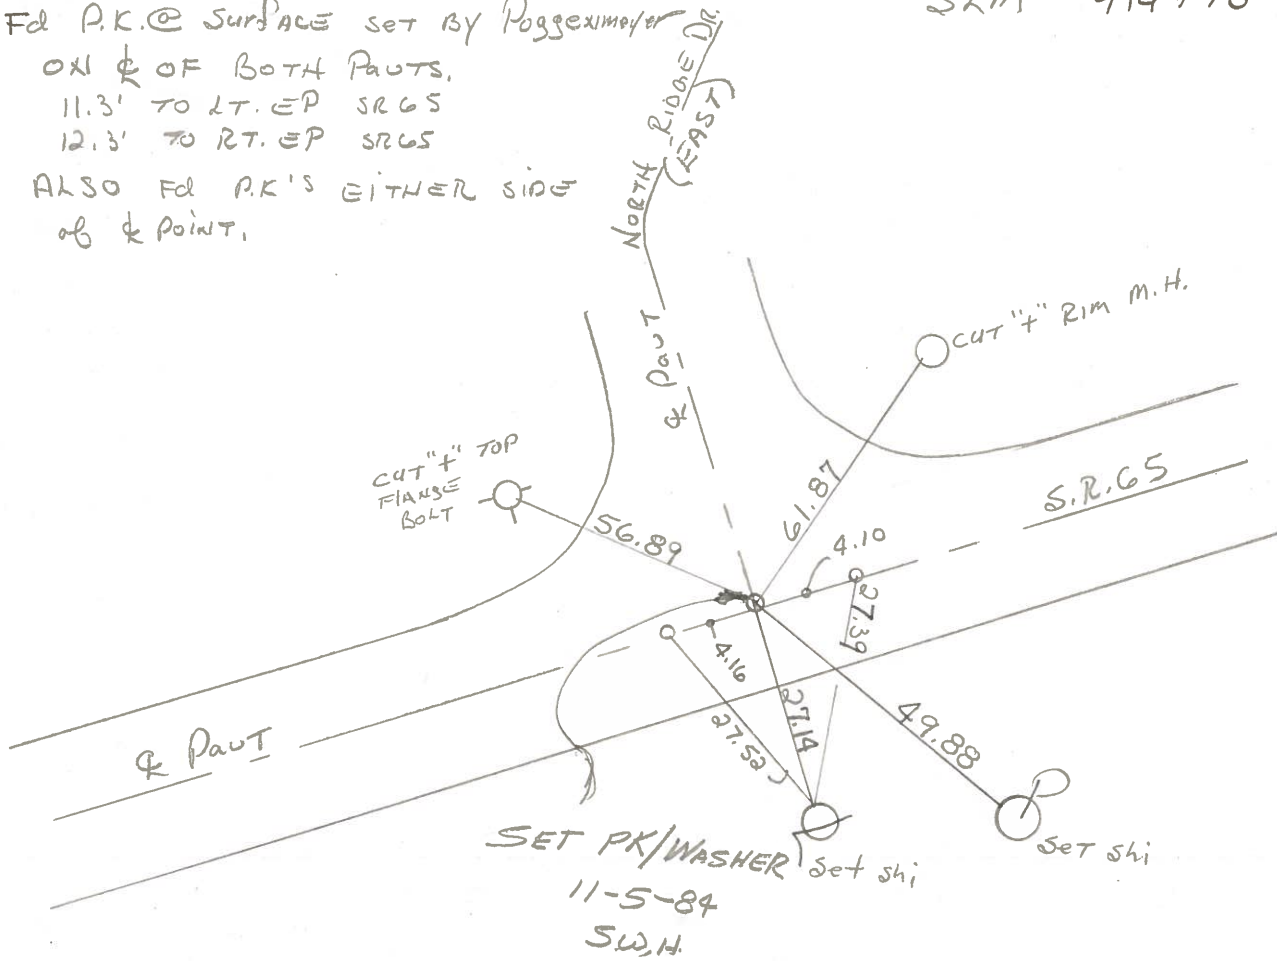 Fd P.K.@ Surface set By Poggexmeyer
ON ℄ OF BOTH PavTS.
11.3' TO LT. EP SR65
12.3' TO RT. EP SR65
ALSO Fd P.K'S EITHER SIDE
of ℄ POINT.
NORTH RIDGE DR.
(EAST)
℄ PavT
CUT "+" RIM M.H.
CUT "+" TOP
FLANGE
BOLT
56.89
61.87
4.10
S.R.65
27.39
4.16
27.52
27.14
49.88
℄ PavT
SET PK/WASHER
11-5-84
S.W.H.
Set shi
SET shi